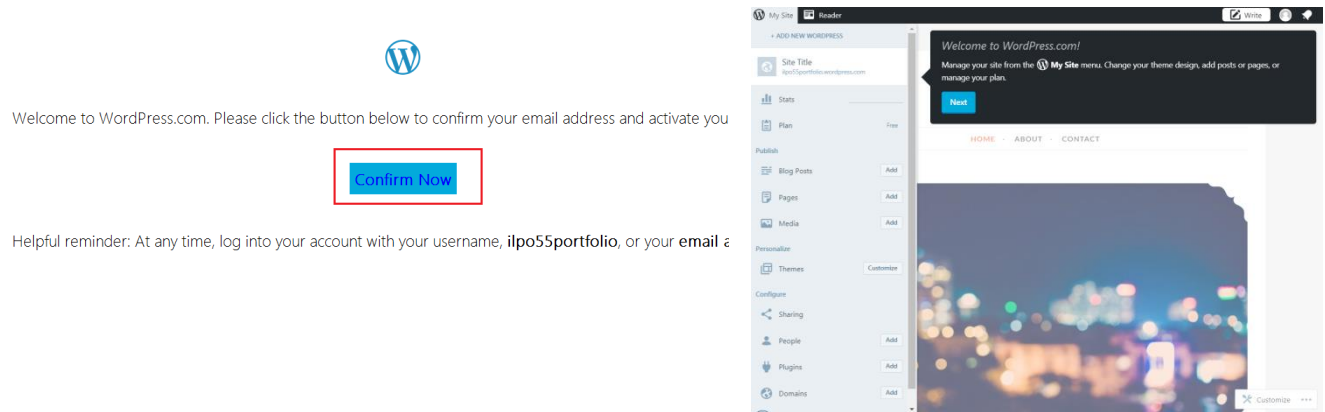 Welcome to WordPress.com. Please click the button below to confirm your email address and activate you
Confirm Now
Helpful reminder: At any time, log into your account with your username, ilpo55portfolio, or your email a
My Site
Reader
Write
+ ADD NEW WORDPRESS
Site Title
ilpo55portfolio.wordpress.com
Stats
Plan Free
Publish
Blog Posts Add
Pages Add
Media Add
Personalize
Themes Customize
Configure
Sharing
People Add
Plugins Add
Domains Add
Welcome to WordPress.com!
Manage your site from the My Site menu. Change your theme design, add posts or pages, or
manage your plan.
Next
HOME · ABOUT · CONTACT
Customize ···